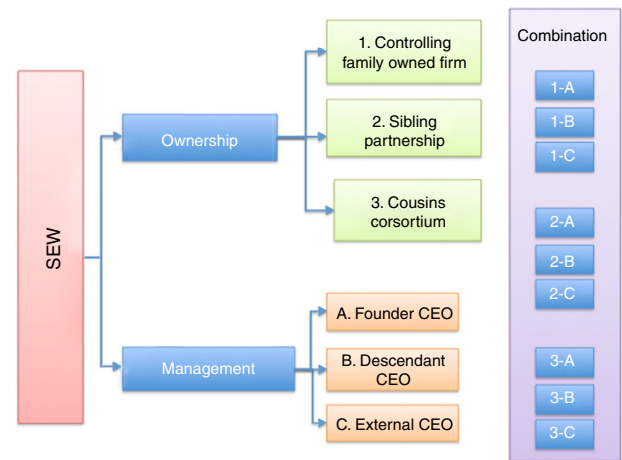 SEW
Ownership
Management
1. Controlling
family owned firm
2. Sibling
partnership
3. Cousins
consortium
A. Founder CEO
B. Descendant
CEO
C. External CEO
Combination
1-A
1-B
1-C
2-A
2-B
2-C
3-A
3-B
3-C